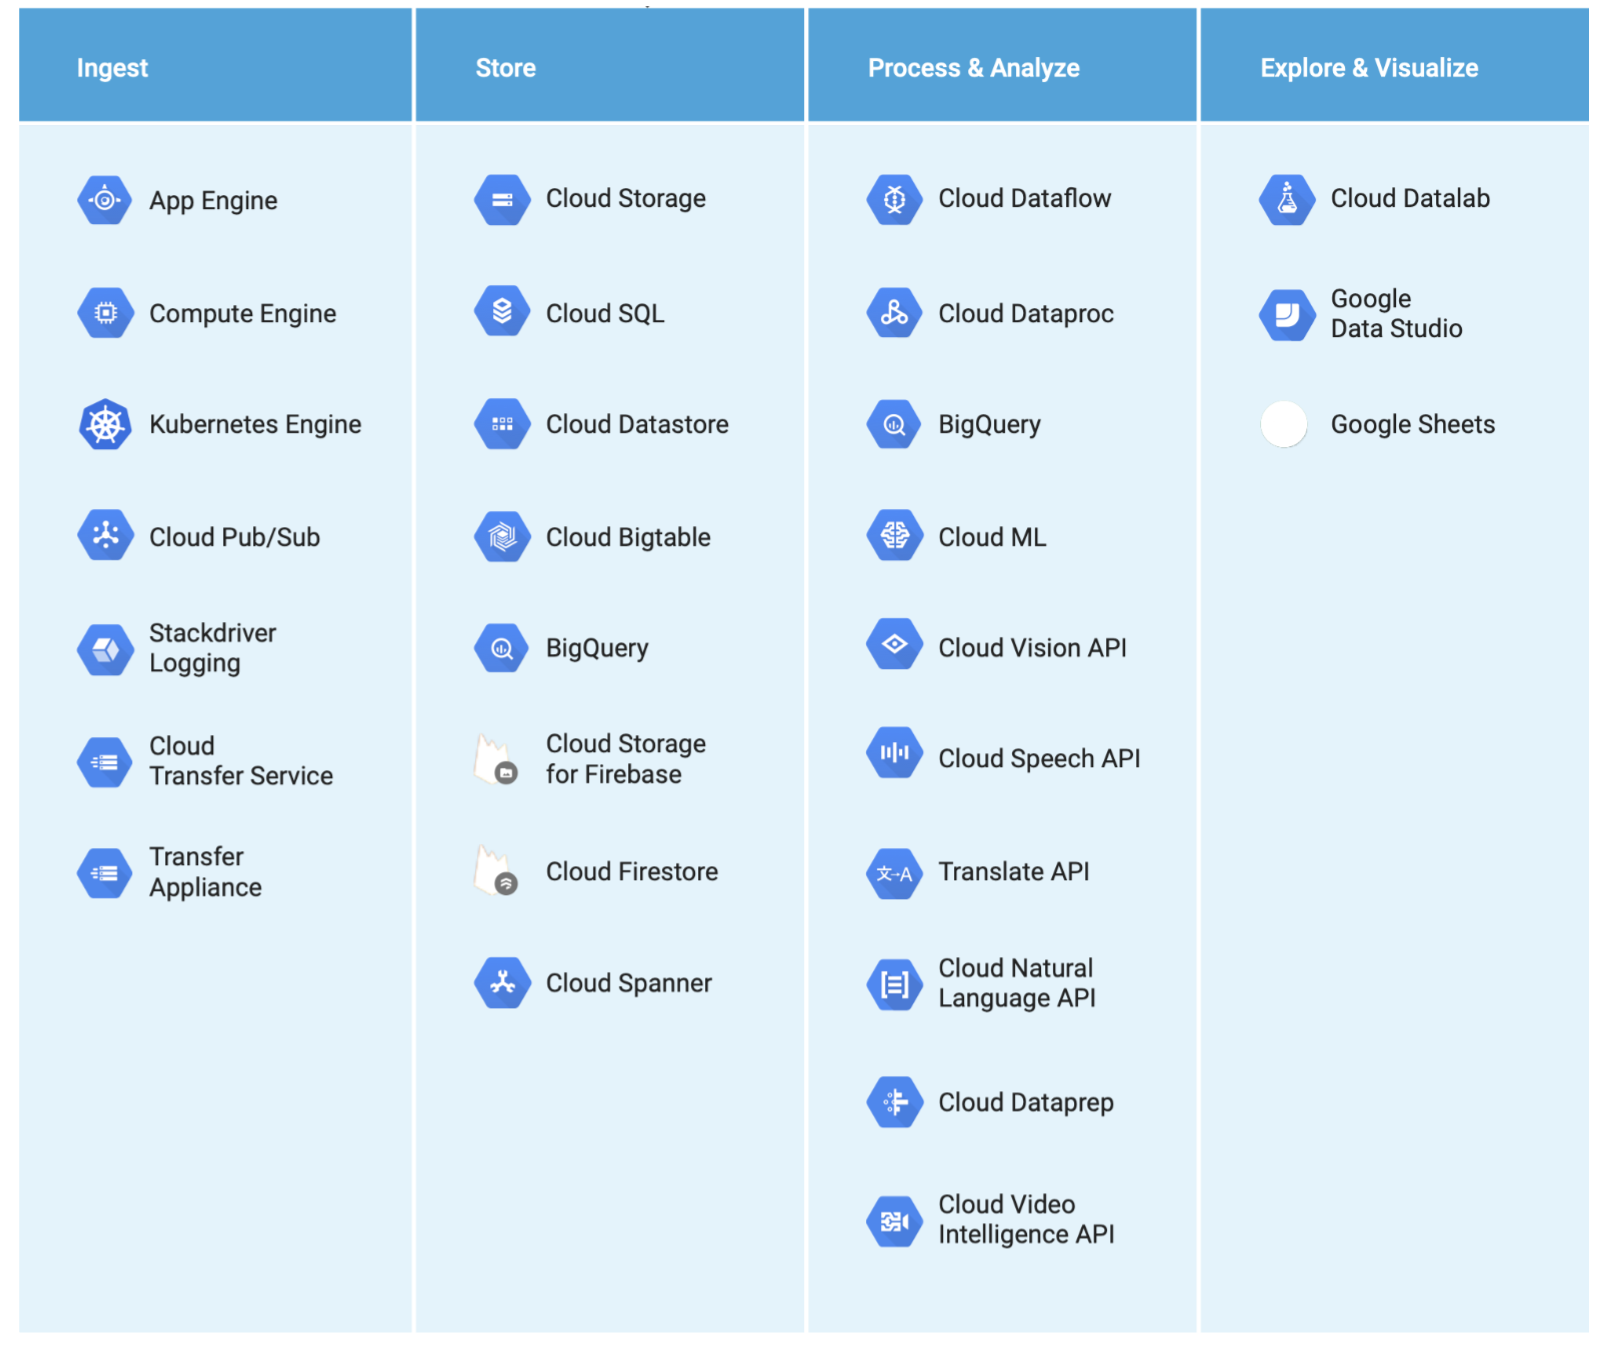 Ingest
App Engine
Compute Engine
Kubernetes Engine
Cloud Pub/Sub
Stackdriver
Logging
Cloud
Transfer Service
Transfer
Appliance
Store
Cloud Storage
Cloud SQL
Cloud Datastore
Cloud Bigtable
BigQuery
Cloud Storage
for Firebase
Cloud Firestore
Cloud Spanner
Process & Analyze
Cloud Dataflow
Cloud Dataproc
BigQuery
Cloud ML
Cloud Vision API
Cloud Speech API
文→A
Translate API
Cloud Natural
Language API
Cloud Dataprep
Cloud Video
Intelligence API
Explore & Visualize
Cloud Datalab
Google
Data Studio
Google Sheets